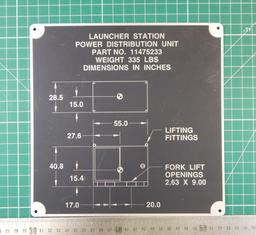 LAUNCHER STATION
POWER DISTRIBUTION UNIT
PART NO. 11475233
WEIGHT 335 LBS
DIMENSIONS IN INCHES
28.5
15.0
55.0
27.6
LIFTING
FITTINGS
40.8
15.4
FORK LIFT
OPENINGS
2.63 X 9.00
17.0
20.0